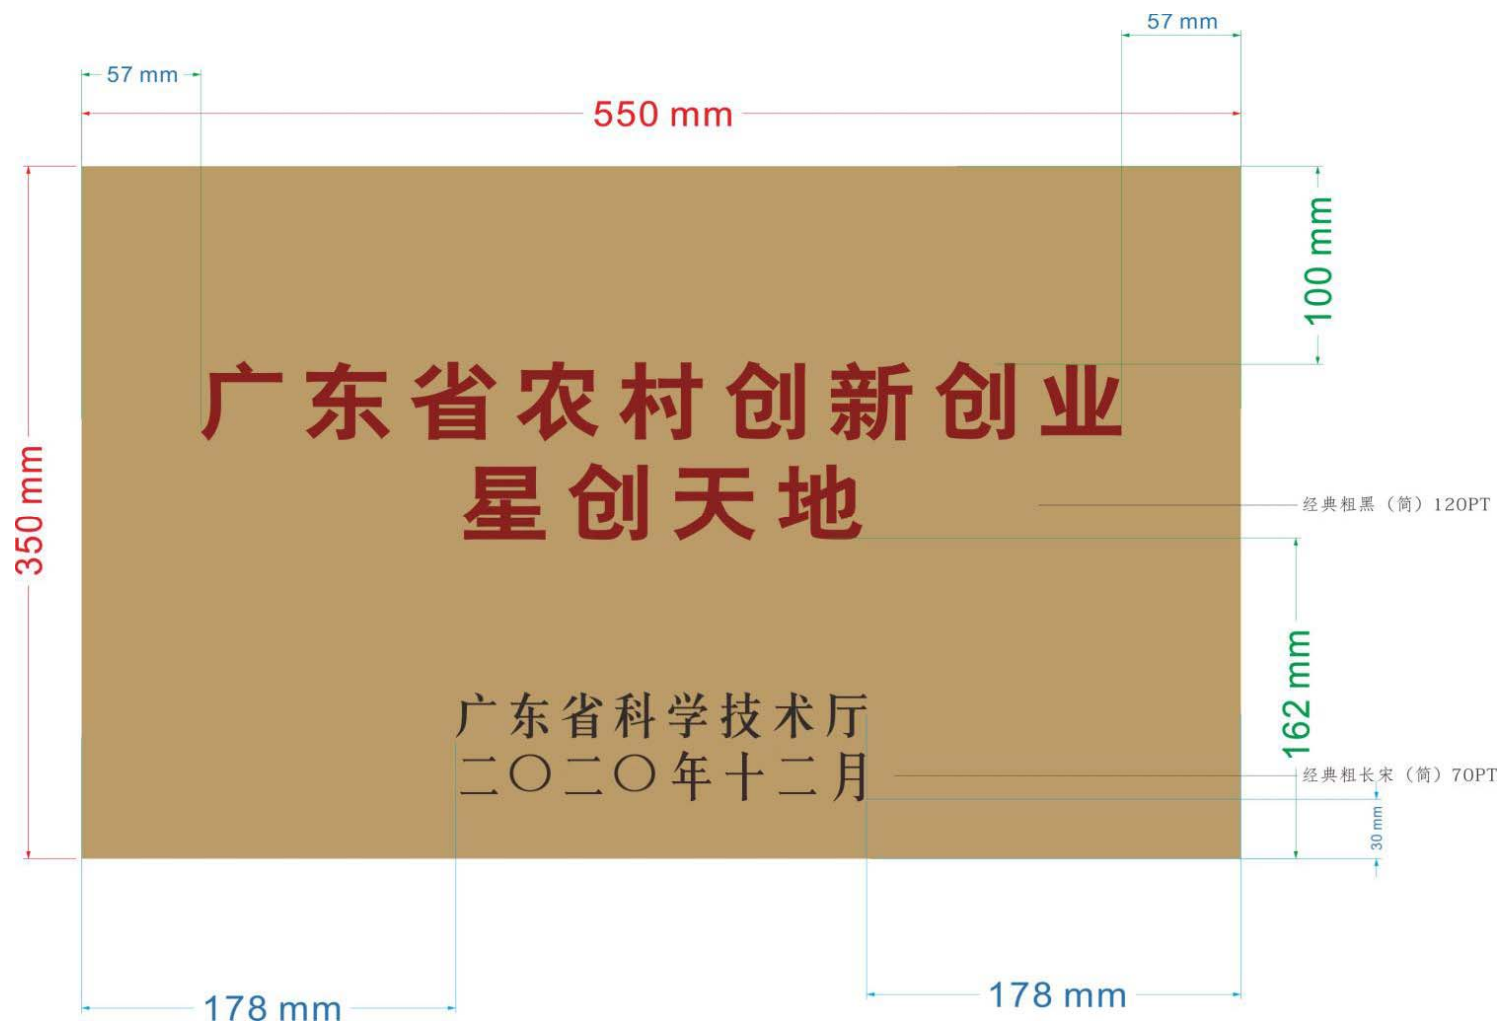 57 mm
57 mm
550 mm
100 mm
广东省农村创新创业
星创天地
350 mm
经典粗黑（简）120PT
162 mm
广东省科学技术厅
二〇二〇年十二月
经典粗长宋（简）70PT
30 mm
178 mm
178 mm